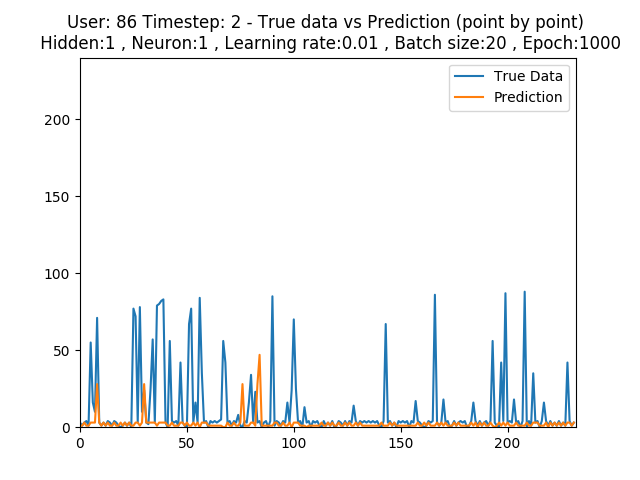 User: 86 Timestep: 2 - True data vs Prediction (point by point)
Hidden:1 , Neuron:1 , Learning rate:0.01 , Batch size:20 , Epoch:1000
True Data
Prediction
200
150
100
50
0
0 50 100 150 200